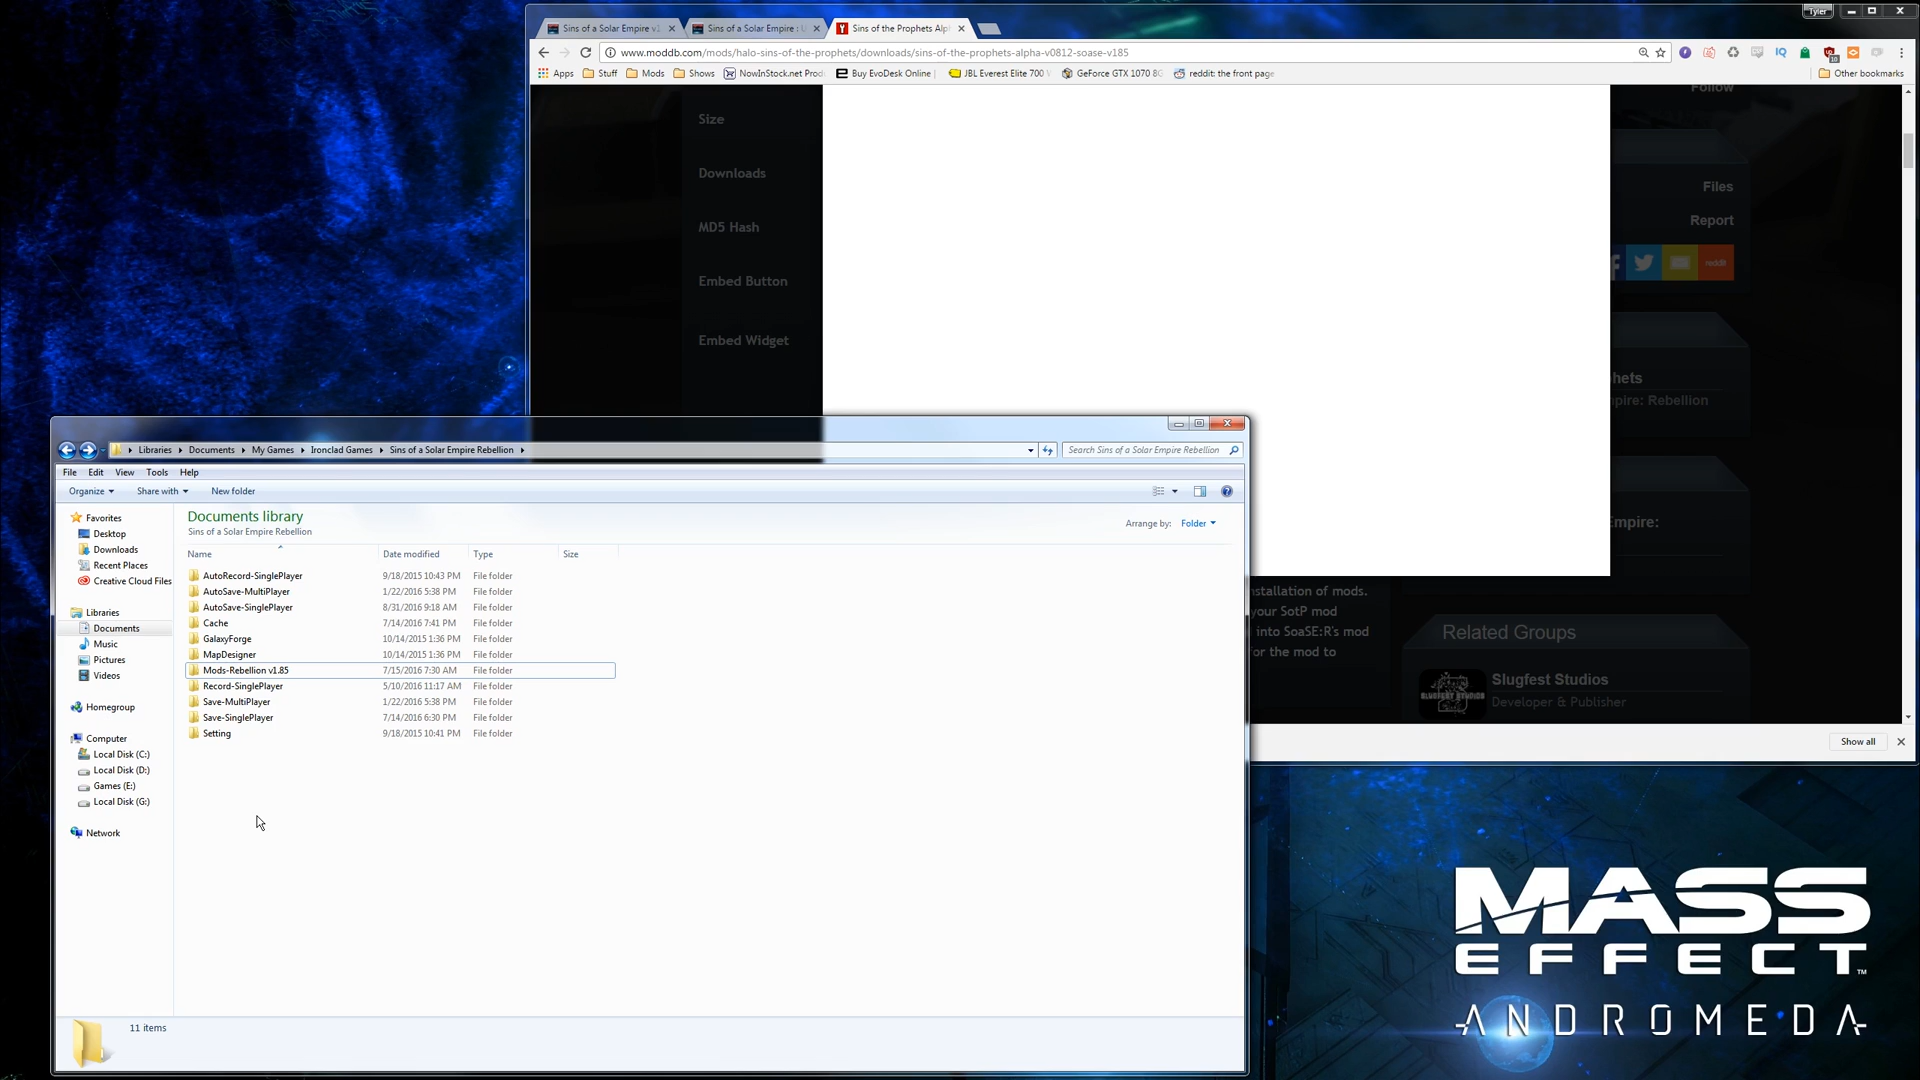 Tyler
Sins of a Solar Empire v1
Sins of a Solar Empire : U
Sins of the Prophets Alp
www.moddb.com/mods/halo-sins-of-the-prophets/downloads/sins-of-the-prophets-alpha-v0812-soase-v185
Apps
Stuff
Mods
Shows
NowInStock.net Prod
Buy EvoDesk Online |
JBL Everest Elite 700
GeForce GTX 1070 8G
reddit: the front page
Other bookmarks
Follow
Size
Downloads
Files
MD5 Hash
Report
Embed Button
reddit
Embed Widget
phets
mpire: Rebellion
Libraries
Documents
My Games
Ironclad Games
Sins of a Solar Empire Rebellion
Search Sins of a Solar Empire Rebellion
File
Edit
View
Tools
Help
Organize
Share with
New folder
Documents library
Sins of a Solar Empire Rebellion
Arrange by: Folder
Empire:
Name
Date modified
Type
Size
AutoRecord-SinglePlayer 9/18/2015 10:43 PM File folder
AutoSave-MultiPlayer 1/22/2016 5:38 PM File folder
AutoSave-SinglePlayer 8/31/2016 9:18 AM File folder
Cache 7/14/2016 7:41 PM File folder
GalaxyForge 10/14/2015 1:36 PM File folder
MapDesigner 10/14/2015 1:36 PM File folder
Mods-Rebellion v1.85 7/15/2016 7:30 AM File folder
Record-SinglePlayer 5/10/2016 11:17 AM File folder
Save-MultiPlayer 1/22/2016 5:38 PM File folder
Save-SinglePlayer 7/14/2016 6:30 PM File folder
Setting 9/18/2015 10:41 PM File folder
Favorites
Desktop
Downloads
Recent Places
Creative Cloud Files
Libraries
Documents
Music
Pictures
Videos
Homegroup
Computer
Local Disk (C:)
Local Disk (D:)
Games (E:)
Local Disk (G:)
Network
11 items
stallation of mods.
your SotP mod
into SoaSE:R's mod
for the mod to
Related Groups
Slugfest Studios
Developer & Publisher
Show all
MASS
EFFECT
ANDROMEDA